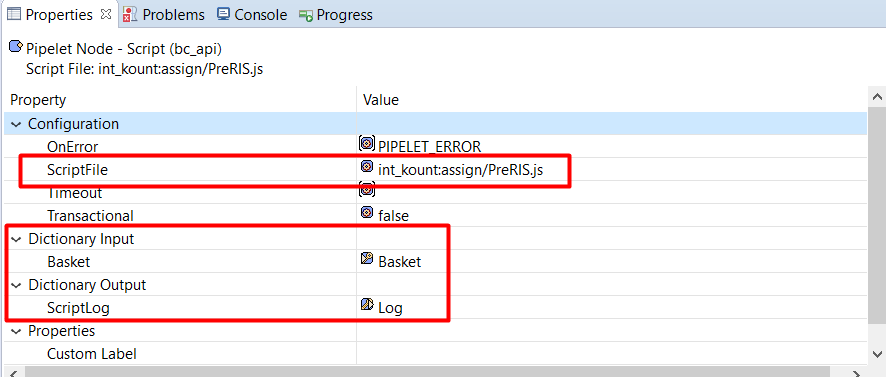 Properties Problems Console Progress
Pipelet Node - Script (bc_api)
Script File: int_kount:assign/PreRIS.js
Property Value
Configuration
OnError PIPELET_ERROR
ScriptFile int_kount:assign/PreRIS.js
Timeout
Transactional false
Dictionary Input
Basket Basket
Dictionary Output
ScriptLog Log
Properties
Custom Label